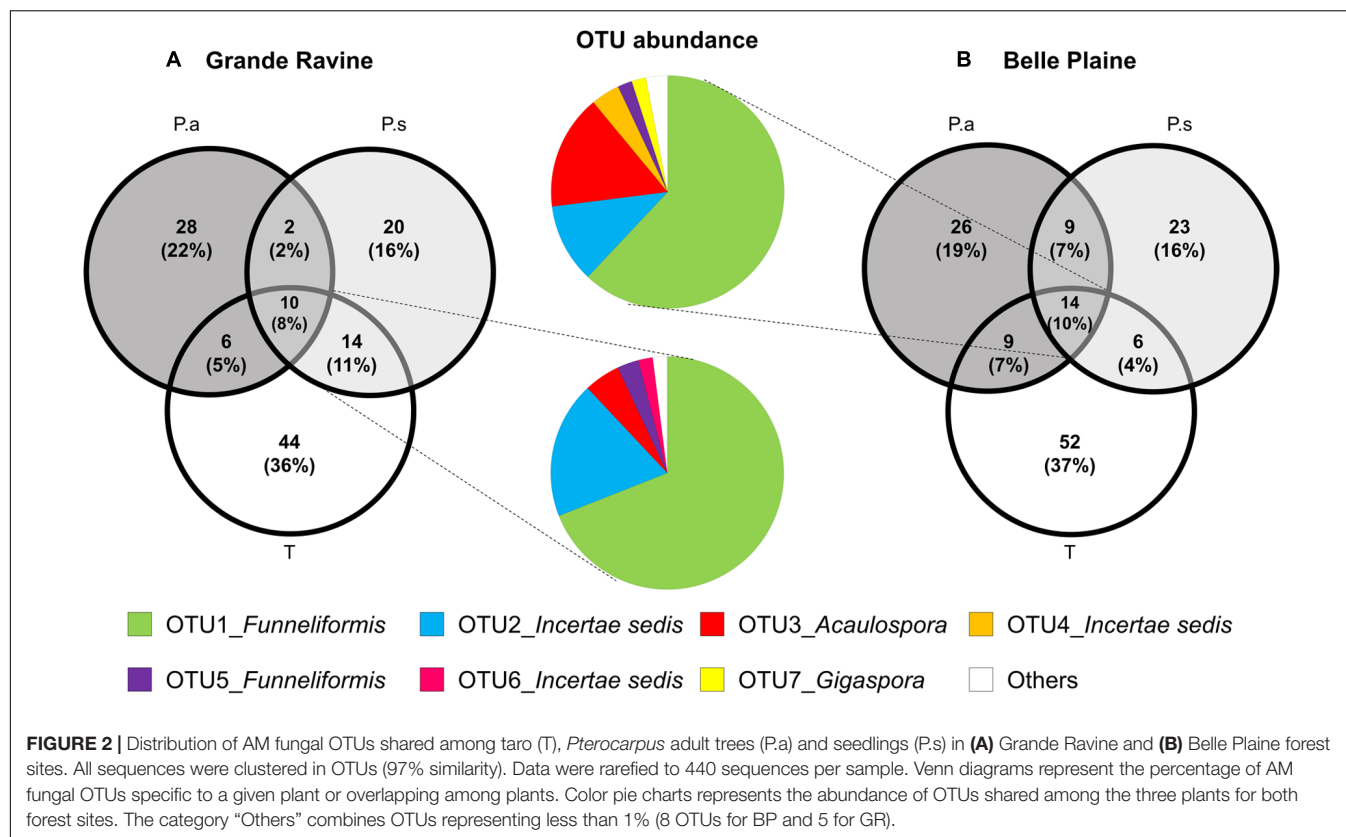 OTU abundance
A Grande Ravine
B Belle Plaine
P.a
P.s
28
(22%)
2
(2%)
20
(16%)
10
(8%)
6
(5%)
14
(11%)
44
(36%)
T
P.a
P.s
26
(19%)
9
(7%)
23
(16%)
14
(10%)
9
(7%)
6
(4%)
52
(37%)
T
OTU1_Funneliformis
OTU2_Incertae sedis
OTU3_Acaulospora
OTU4_Incertae sedis
OTU5_Funneliformis
OTU6_Incertae sedis
OTU7_Gigaspora
Others
FIGURE 2 | Distribution of AM fungal OTUs shared among taro (T), Pterocarpus adult trees (P.a) and seedlings (P.s) in (A) Grande Ravine and (B) Belle Plaine forest
sites. All sequences were clustered in OTUs (97% similarity). Data were rarefied to 440 sequences per sample. Venn diagrams represent the percentage of AM
fungal OTUs specific to a given plant or overlapping among plants. Color pie charts represents the abundance of OTUs shared among the three plants for both
forest sites. The category “Others” combines OTUs representing less than 1% (8 OTUs for BP and 5 for GR).